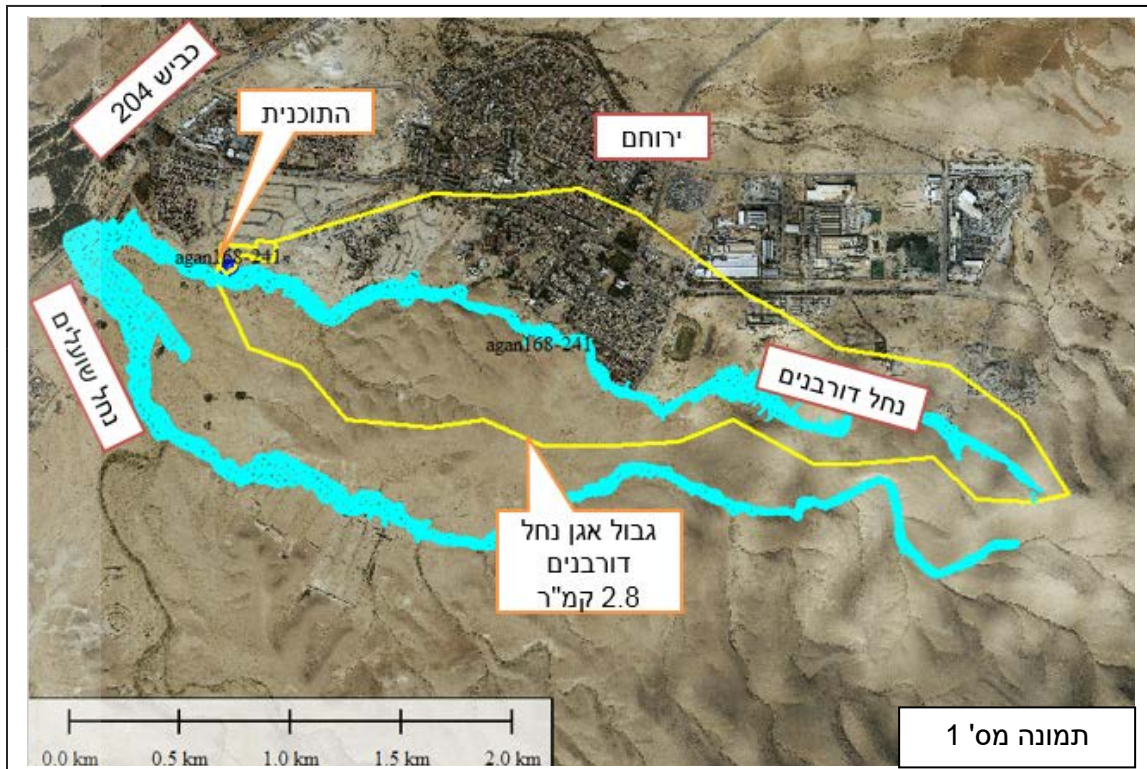 כביש 204
התוכנית
ירוחם
agan168-241
נחל שועלים
agan168-241
נחל דורבנים
גבול אגן נחל
דורבנים
2.8 קמ"ר
0.0 km 0.5 km 1.0 km 1.5 km 2.0 km
תמונה מס' 1